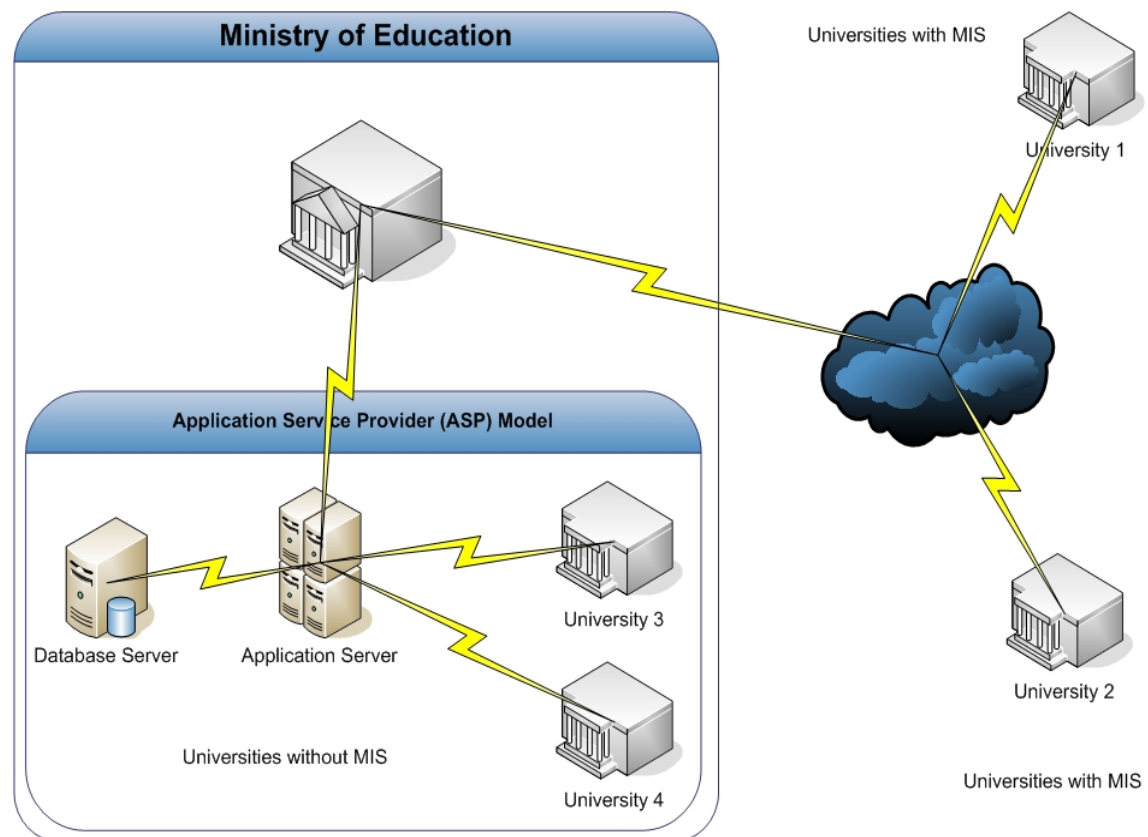 Ministry of Education
Universities with MIS
University 1
Application Service Provider (ASP) Model
University 3
Database Server
Application Server
University 2
Universities without MIS
University 4
Universities with MIS